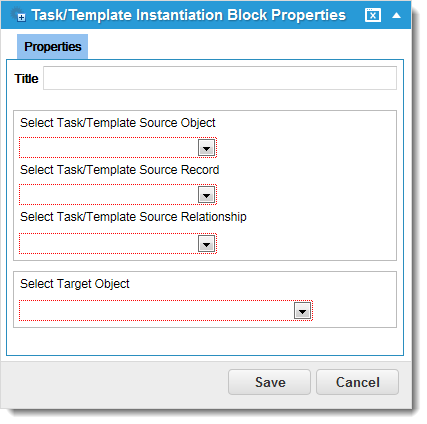 Task/Template Instantiation Block Properties
Properties
Title
Select Task/Template Source Object
Select Task/Template Source Record
Select Task/Template Source Relationship
Select Target Object
Save Cancel